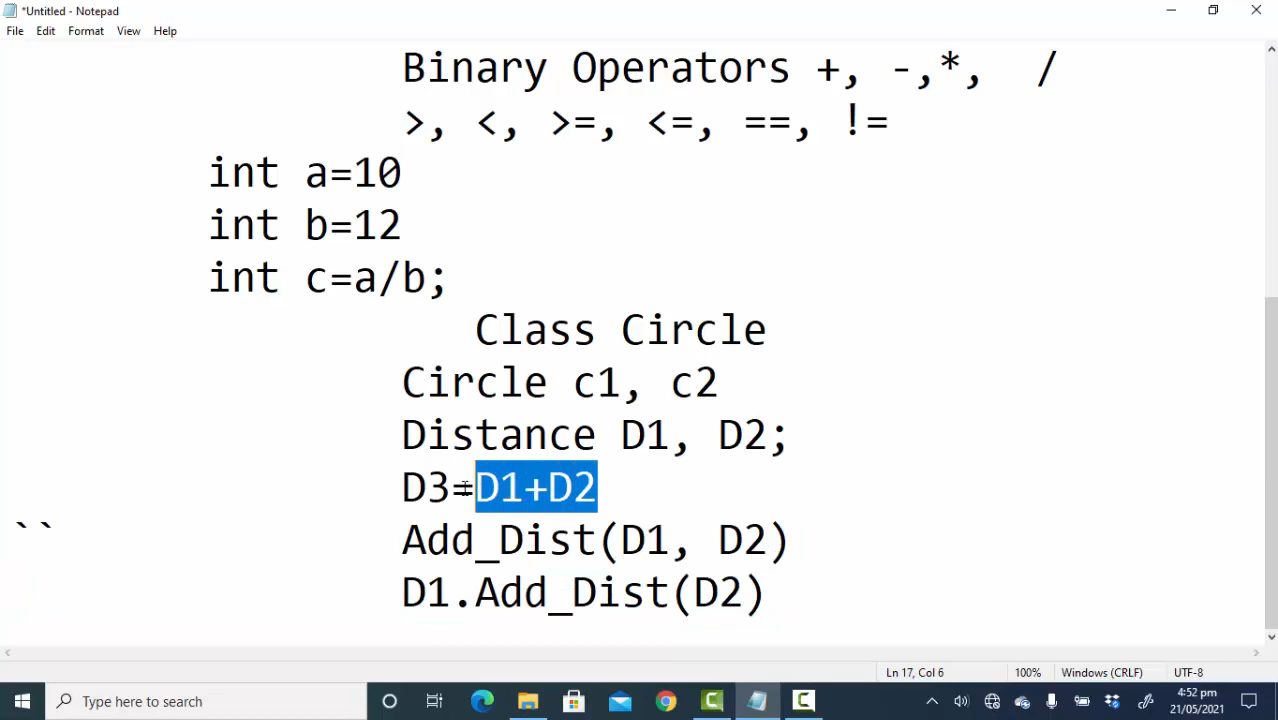 *Untitled - Notepad
File Edit Format View Help
Binary Operators +, -,*, /
>, <, >=, <=, ==, !=
int a=10
int b=12
int c=a/b;
Class Circle
Circle c1, c2
Distance D1, D2;
D3=D1+D2
``
Add_Dist(D1, D2)
D1.Add_Dist(D2)
Ln 17, Col 6 100% Windows (CRLF) UTF-8
Type here to search
4:52 pm
21/05/2021